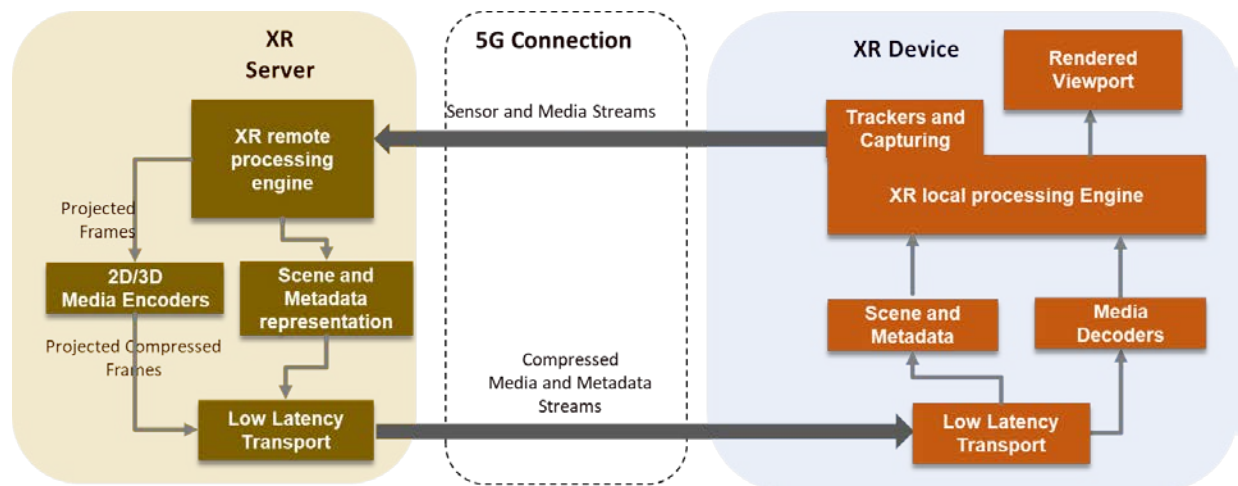 XR
Server
XR remote
processing
engine
Projected
Frames
2D/3D
Media Encoders
Scene and
Metadata
representation
Projected Compressed
Frames
Low Latency
Transport
5G Connection
Sensor and Media Streams
Compressed
Media and Metadata
Streams
XR Device
Rendered
Viewport
Trackers and
Capturing
XR local processing Engine
Scene and
Metadata
Media
Decoders
Low Latency
Transport